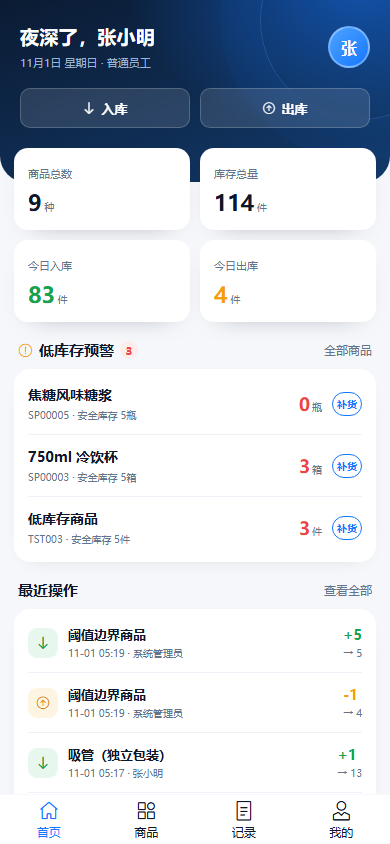 夜深了，张小明
11月1日 星期日 · 普通员工
张
入库
出库
商品总数
9 种
库存总量
114 件
今日入库
83 件
今日出库
4 件
低库存预警 3
全部商品
焦糖风味糖浆
SP00005 · 安全库存 5瓶
0 瓶
补货
750ml 冷饮杯
SP00003 · 安全库存 5箱
3 箱
补货
低库存商品
TST003 · 安全库存 5件
3 件
补货
最近操作
查看全部
阈值边界商品
11-01 05:19 · 系统管理员
+5
→ 5
阈值边界商品
11-01 05:19 · 系统管理员
-1
→ 4
吸管（独立包装）
11-01 05:17 · 张小明
+1
→ 13
首页
商品
记录
我的